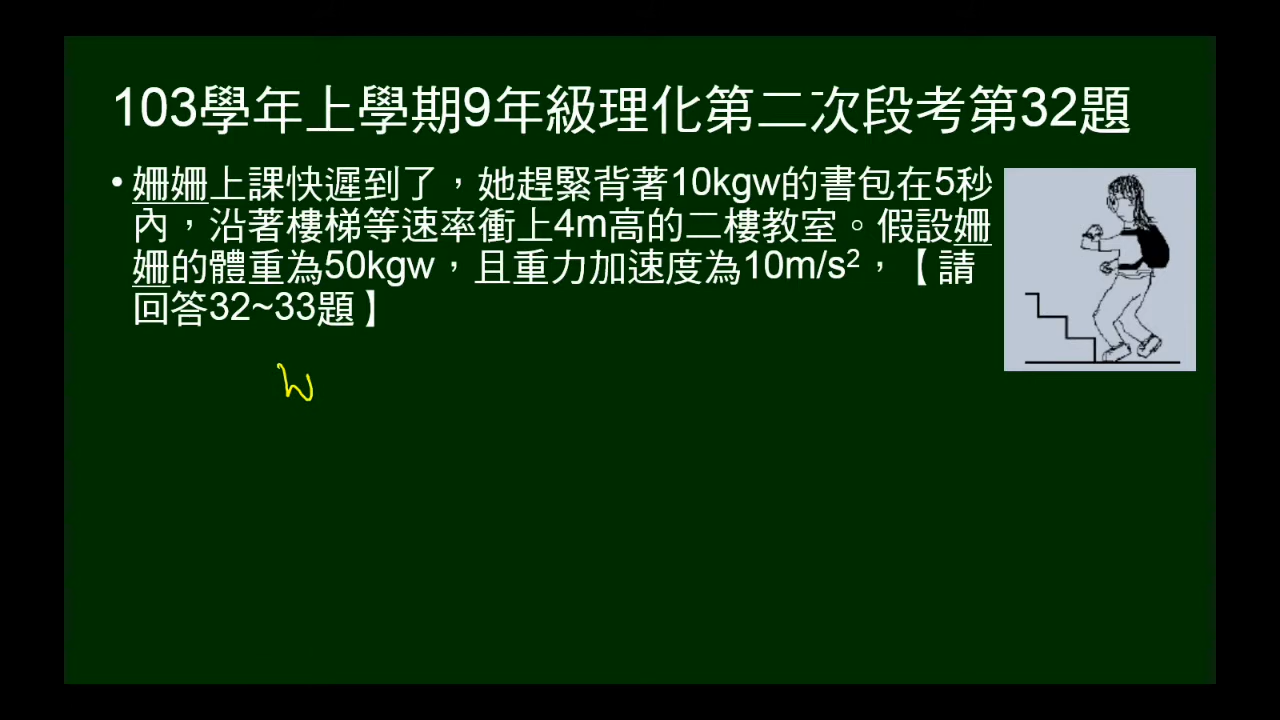 103學年上學期9年級理化第二次段考第32題
• 姍姍上課快遲到了，她趕緊背著10kgw的書包在5秒
內，沿著樓梯等速率衝上4m高的二樓教室。假設姍
姍的體重為50kgw，且重力加速度為10m/s²，【請
回答32~33題】
W